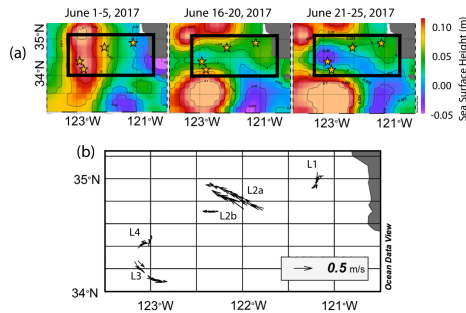 June 1-5, 2017
June 16-20, 2017
June 21-25, 2017
(a)
35°N
34°N
123°W
121°W
123°W
121°W
123°W
121°W
0.10
0.05
0.00
-0.05
Sea Surface Height (m)
(b)
35°N
34°N
L1
L2a
L2b
L4
L3
0.5 m/s
123°W
122°W
121°W
Ocean Data View